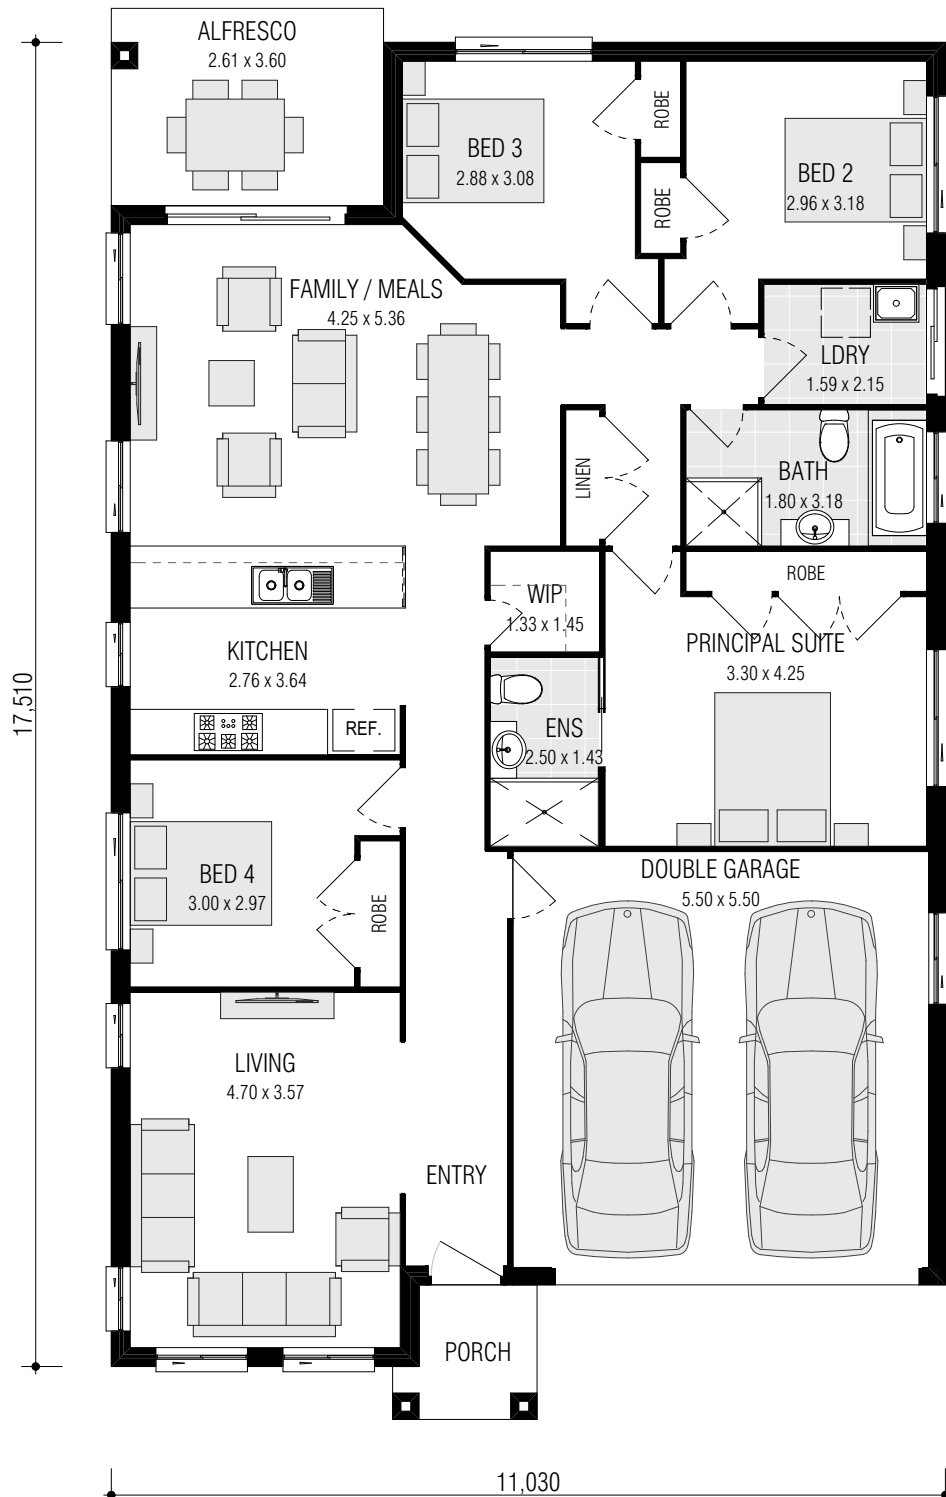 ALFRESCO
2.61 x 3.60
BED 3
2.88 x 3.08
ROBE
ROBE
BED 2
2.96 x 3.18
FAMILY / MEALS
4.25 x 5.36
LDRY
1.59 x 2.15
LINEN
BATH
1.80 x 3.18
ROBE
WIP
1.33 x 1.45
KITCHEN
2.76 x 3.64
PRINCIPAL SUITE
3.30 x 4.25
REF.
ENS
2.50 x 1.43
17,510
BED 4
3.00 x 2.97
ROBE
DOUBLE GARAGE
5.50 x 5.50
LIVING
4.70 x 3.57
ENTRY
PORCH
11,030